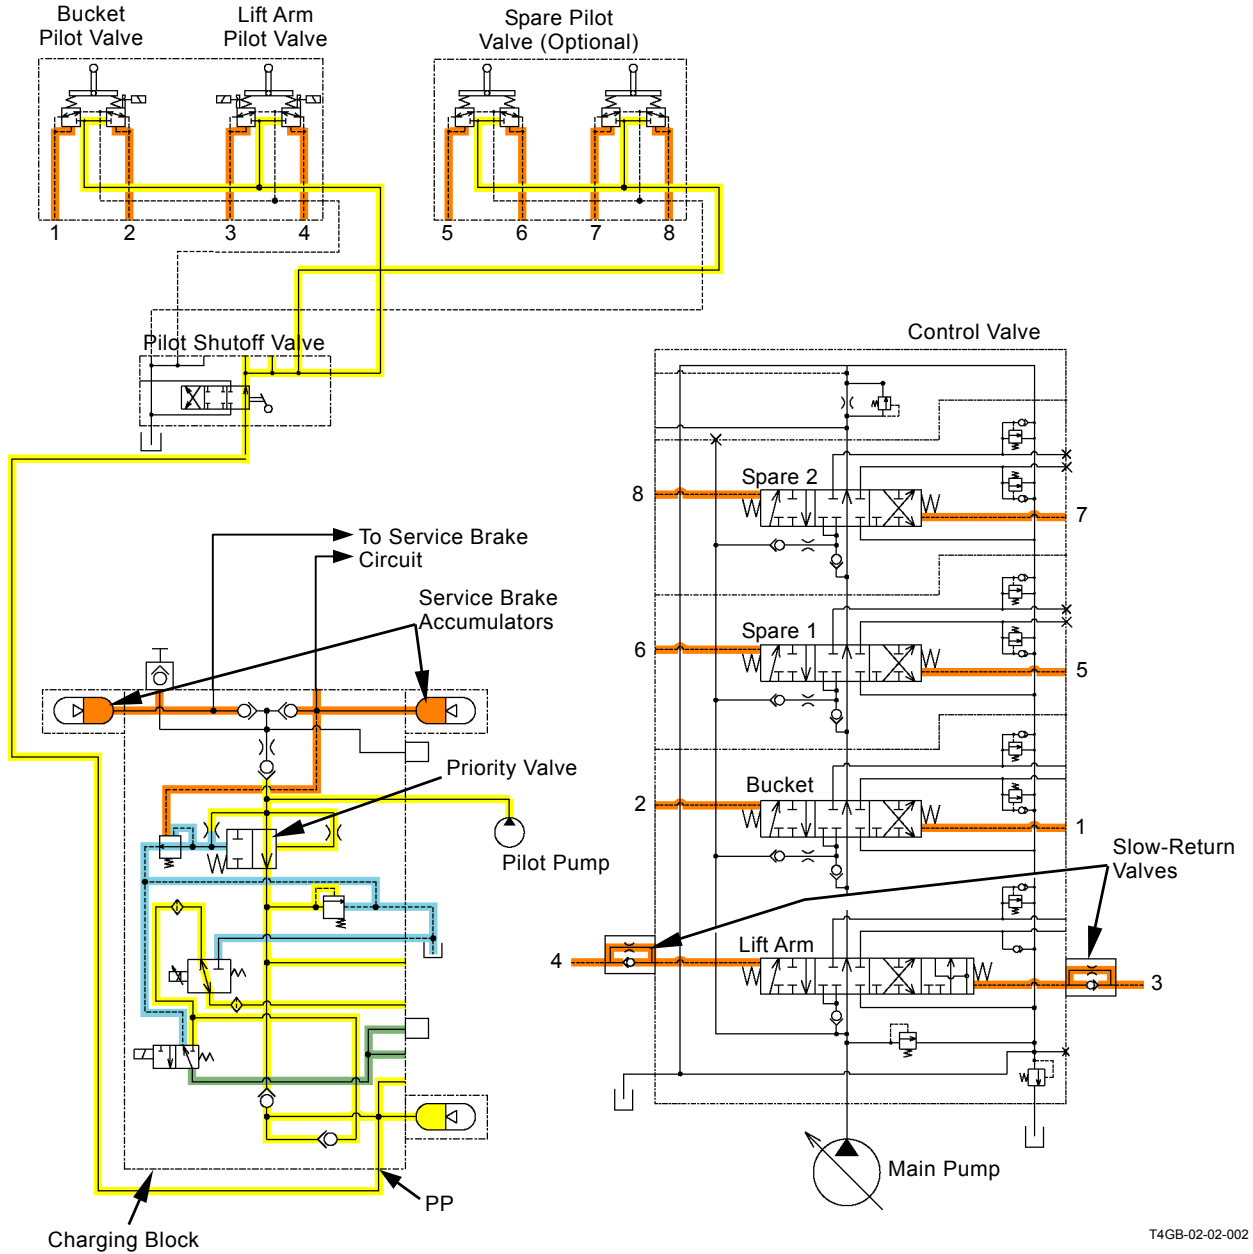 Bucket
Pilot Valve
Lift Arm
Pilot Valve
Spare Pilot
Valve (Optional)
1
2
3
4
5
6
7
8
Pilot Shutoff Valve
Control Valve
Spare 2
8
7
To Service Brake
Circuit
Service Brake
Accumulators
Spare 1
6
5
Priority Valve
Bucket
2
1
Pilot Pump
Slow-Return
Valves
Lift Arm
4
3
Main Pump
PP
Charging Block
T4GB-02-02-002